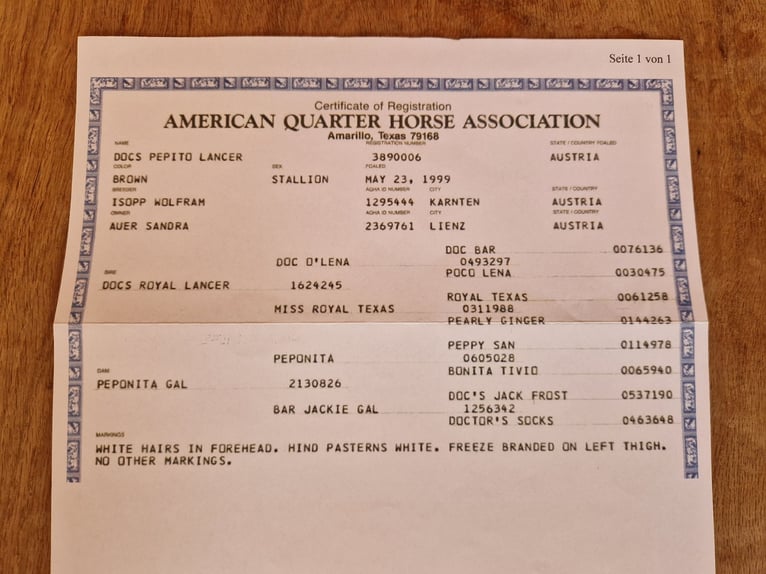 Seite 1 von 1
Certificate of Registration
AMERICAN QUARTER HORSE ASSOCIATION
Amarillo, Texas 79168
NAME REGISTRATION NUMBER STATE / COUNTRY FOALED
DOCS PEPITO LANCER 3890006 AUSTRIA
COLOR SEX FOALED
BROWN STALLION MAY 23, 1999
BREEDER AQHA ID NUMBER CITY STATE / COUNTRY
ISOPP WOLFRAM 1295444 KARNTEN AUSTRIA
OWNER AQHA ID NUMBER CITY STATE / COUNTRY
AUER SANDRA 2369761 LIENZ AUSTRIA
DOC BAR 0076136
DOC O'LENA 0493297
POCO LENA 0030475
SIRE
DOCS ROYAL LANCER 1624245
ROYAL TEXAS 0061258
MISS ROYAL TEXAS 0311988
PEARLY GINGER 0144263
PEPPY SAN 0114978
PEPONITA 0605028
BONITA TIVIO 0065940
DAM
PEPONITA GAL 2130826
DOC'S JACK FROST 0537190
BAR JACKIE GAL 1256342
DOCTOR'S SOCKS 0463648
MARKINGS
WHITE HAIRS IN FOREHEAD. HIND PASTERNS WHITE. FREEZE BRANDED ON LEFT THIGH.
NO OTHER MARKINGS.